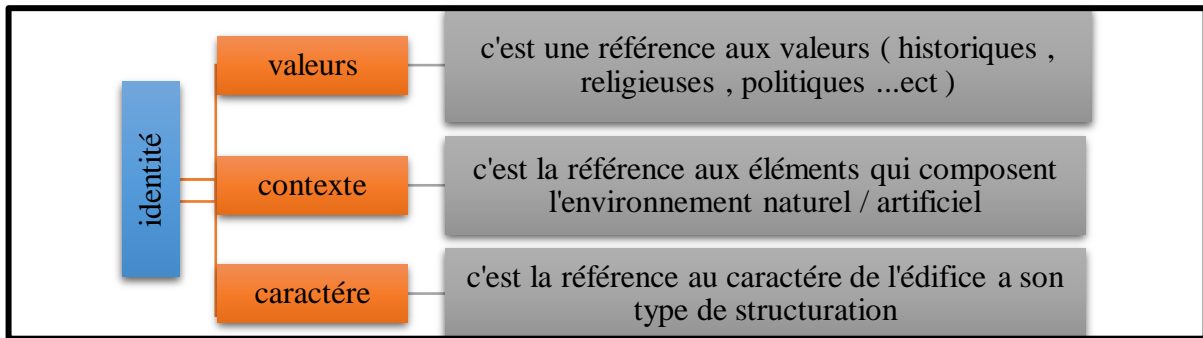 identité
valeurs
c'est une référence aux valeurs ( historiques ,
religieuses , politiques ...ect )
contexte
c'est la référence aux éléments qui composent
l'environnement naturel / artificiel
caractére
c'est la référence au caractére de l'édifice a son
type de structuration